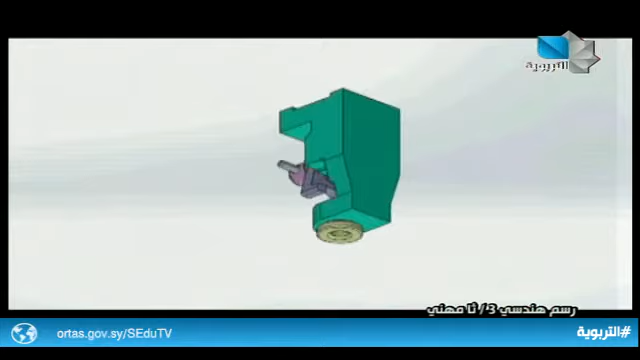 التربوية
رسم هندسي 3/ ثا مهني
ortas.gov.sy/SEduTV
#التربوية